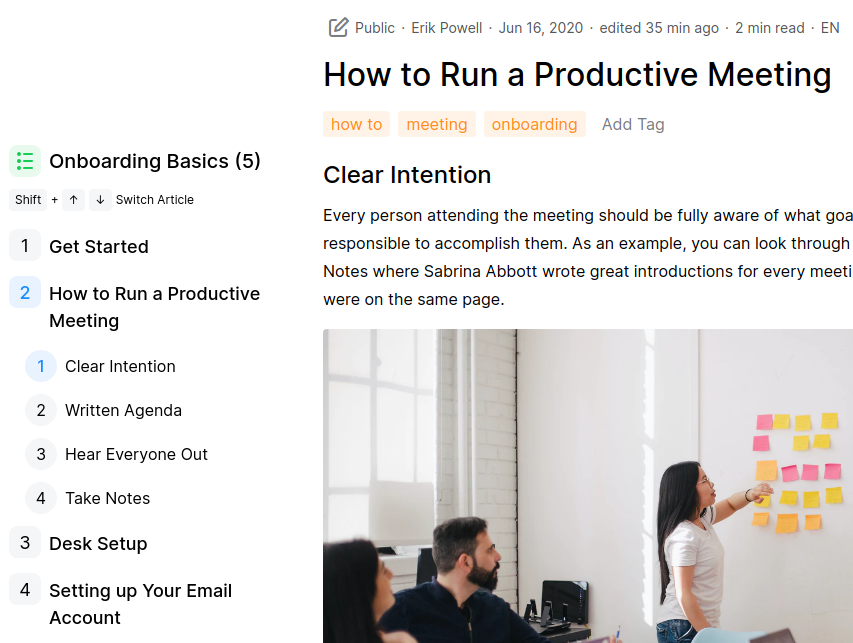 Public · Erik Powell · Jun 16, 2020 · edited 35 min ago · 2 min read · EN
How to Run a Productive Meeting
how to meeting onboarding Add Tag
Onboarding Basics (5)
Shift + ↑ ↓ Switch Article
1 Get Started
2 How to Run a Productive
Meeting
1 Clear Intention
2 Written Agenda
3 Hear Everyone Out
4 Take Notes
3 Desk Setup
4 Setting up Your Email
Account
Clear Intention
Every person attending the meeting should be fully aware of what goa
responsible to accomplish them. As an example, you can look through
Notes where Sabrina Abbott wrote great introductions for every meeti
were on the same page.